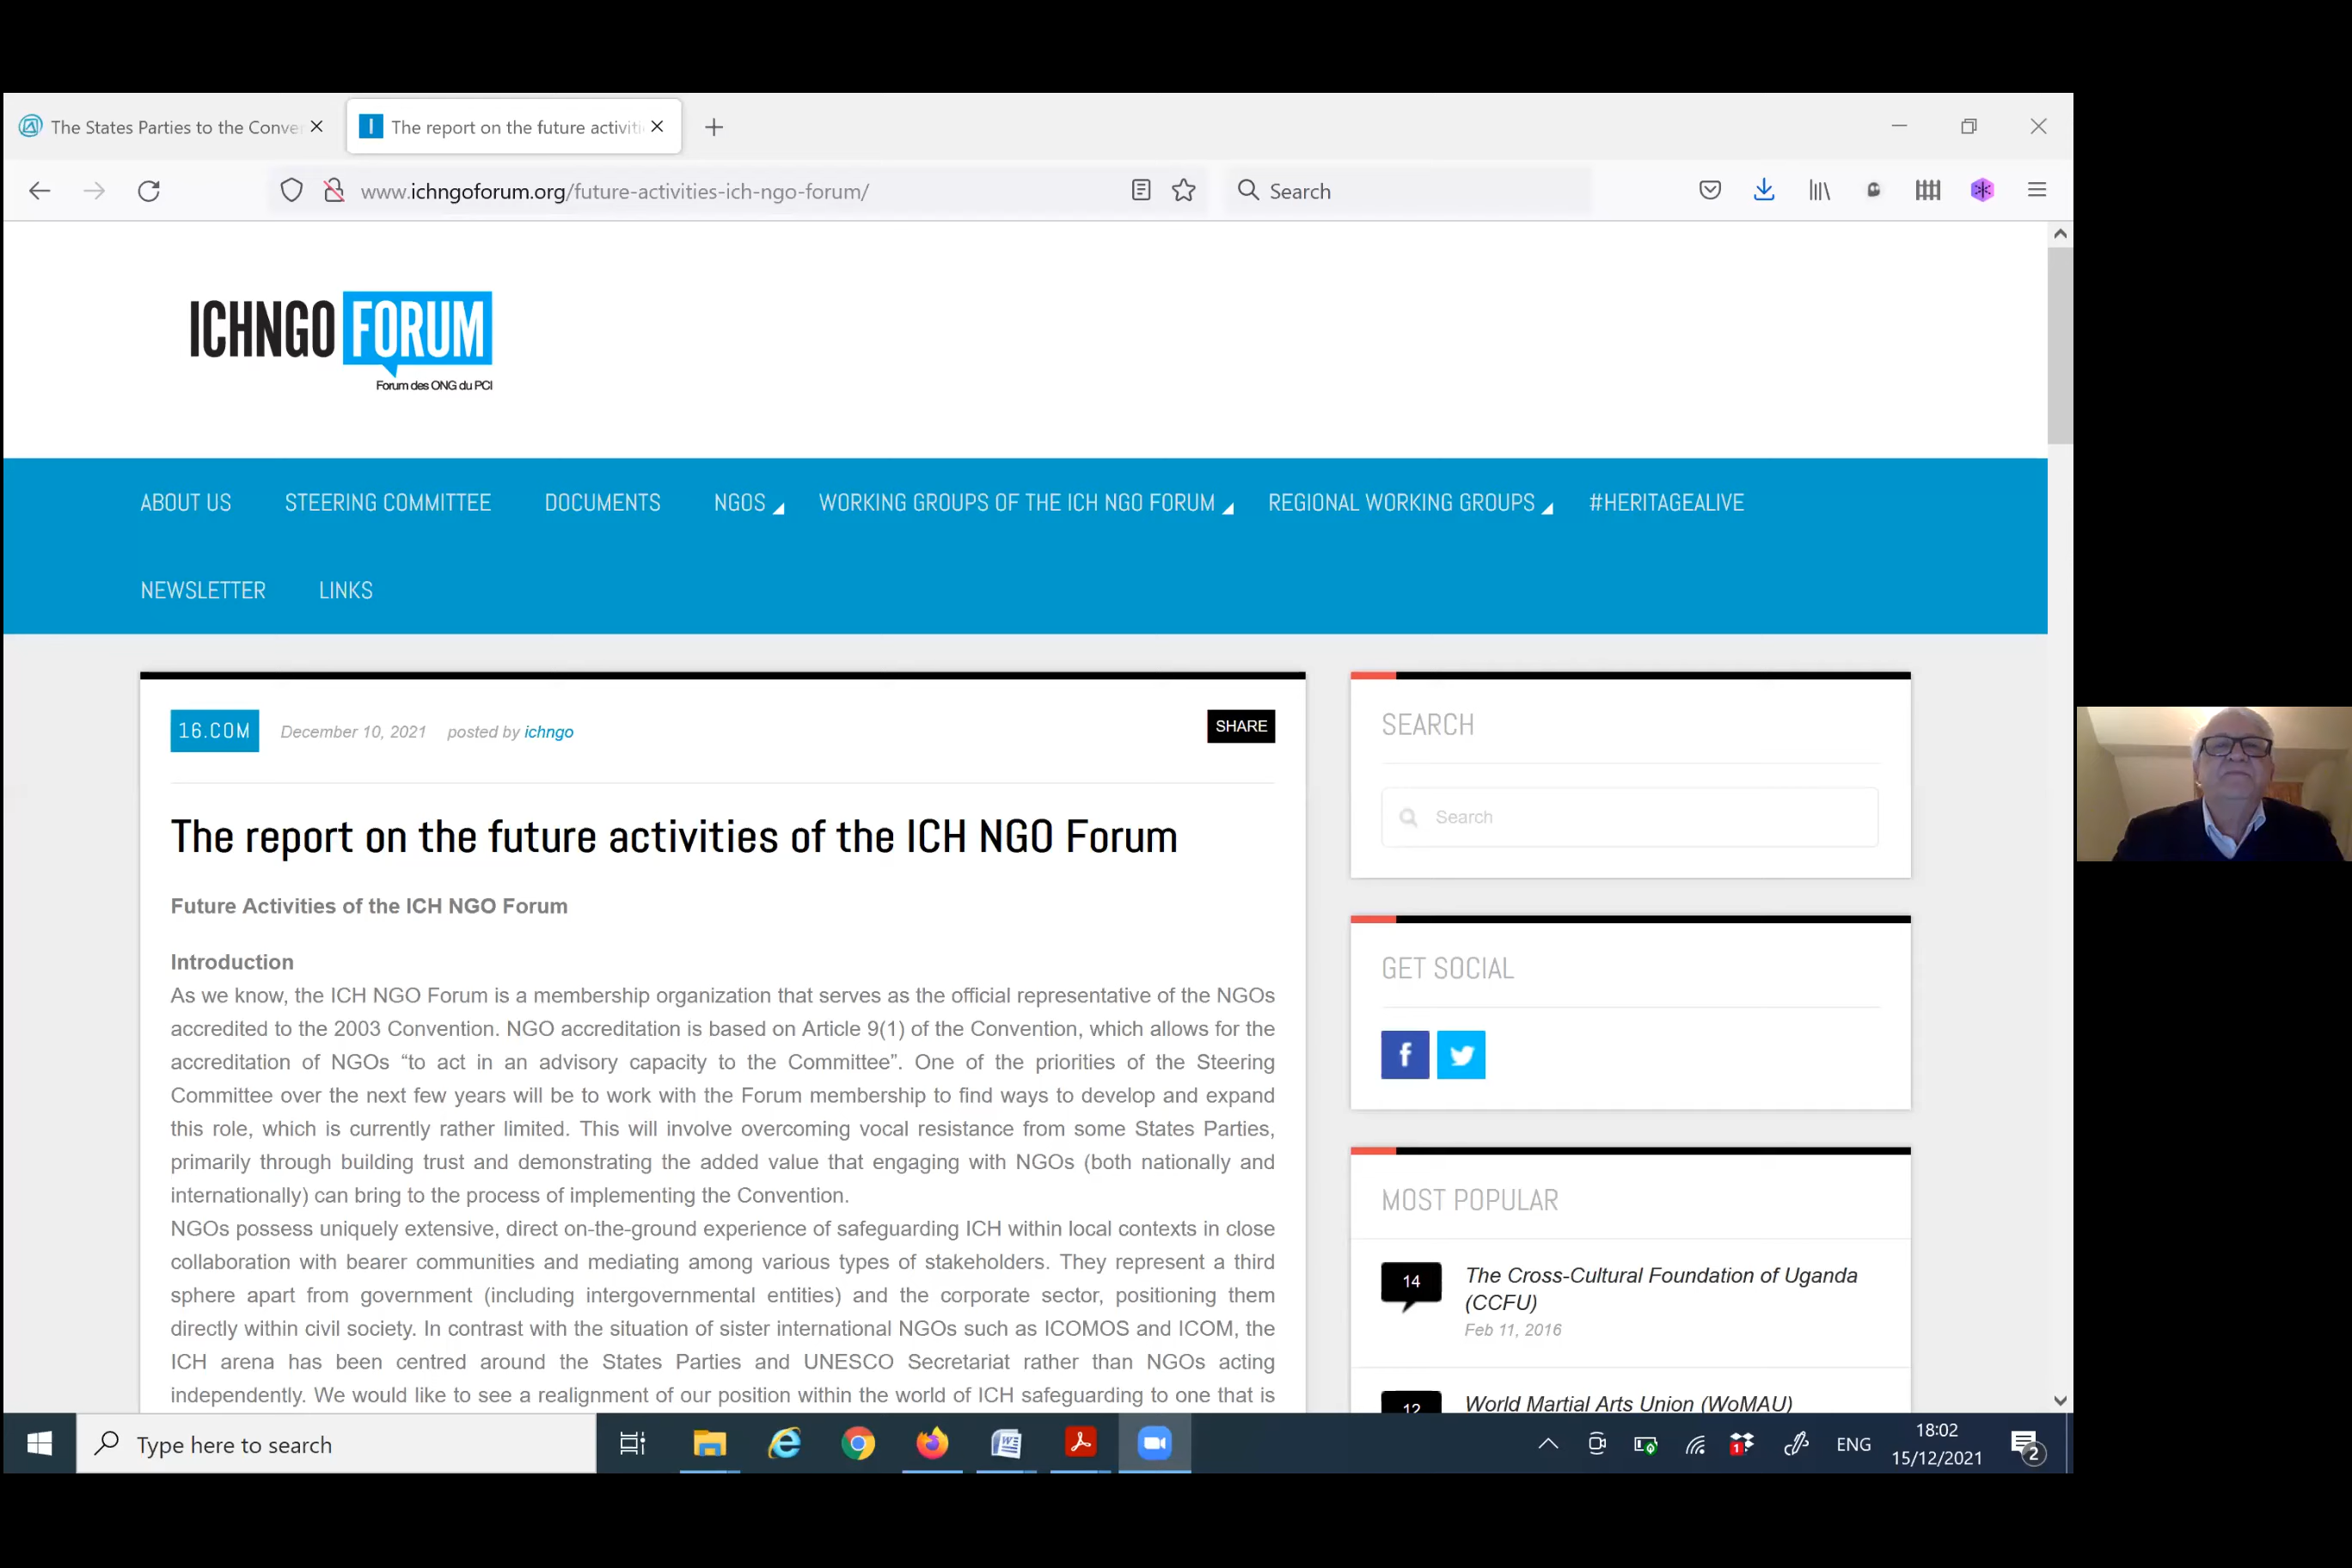 The States Parties to the Conve
The report on the future activiti
www.ichngoforum.org/future-activities-ich-ngo-forum/
Search
ICHNGO FORUM
Forum des ONG du PCI
ABOUT US STEERING COMMITTEE DOCUMENTS NGOS WORKING GROUPS OF THE ICH NGO FORUM REGIONAL WORKING GROUPS #HERITAGEALIVE
NEWSLETTER LINKS
16.COM December 10, 2021 posted by ichngo SHARE
The report on the future activities of the ICH NGO Forum
Future Activities of the ICH NGO Forum
Introduction
As we know, the ICH NGO Forum is a membership organization that serves as the official representative of the NGOs
accredited to the 2003 Convention. NGO accreditation is based on Article 9(1) of the Convention, which allows for the
accreditation of NGOs “to act in an advisory capacity to the Committee”. One of the priorities of the Steering
Committee over the next few years will be to work with the Forum membership to find ways to develop and expand
this role, which is currently rather limited. This will involve overcoming vocal resistance from some States Parties,
primarily through building trust and demonstrating the added value that engaging with NGOs (both nationally and
internationally) can bring to the process of implementing the Convention.
NGOs possess uniquely extensive, direct on-the-ground experience of safeguarding ICH within local contexts in close
collaboration with bearer communities and mediating among various types of stakeholders. They represent a third
sphere apart from government (including intergovernmental entities) and the corporate sector, positioning them
directly within civil society. In contrast with the situation of sister international NGOs such as ICOMOS and ICOM, the
ICH arena has been centred around the States Parties and UNESCO Secretariat rather than NGOs acting
independently. We would like to see a realignment of our position within the world of ICH safeguarding to one that is
SEARCH
Search
GET SOCIAL
MOST POPULAR
14 The Cross-Cultural Foundation of Uganda
(CCFU)
Feb 11, 2016
12 World Martial Arts Union (WoMAU)
Type here to search
1
ENG
18:02
15/12/2021
2